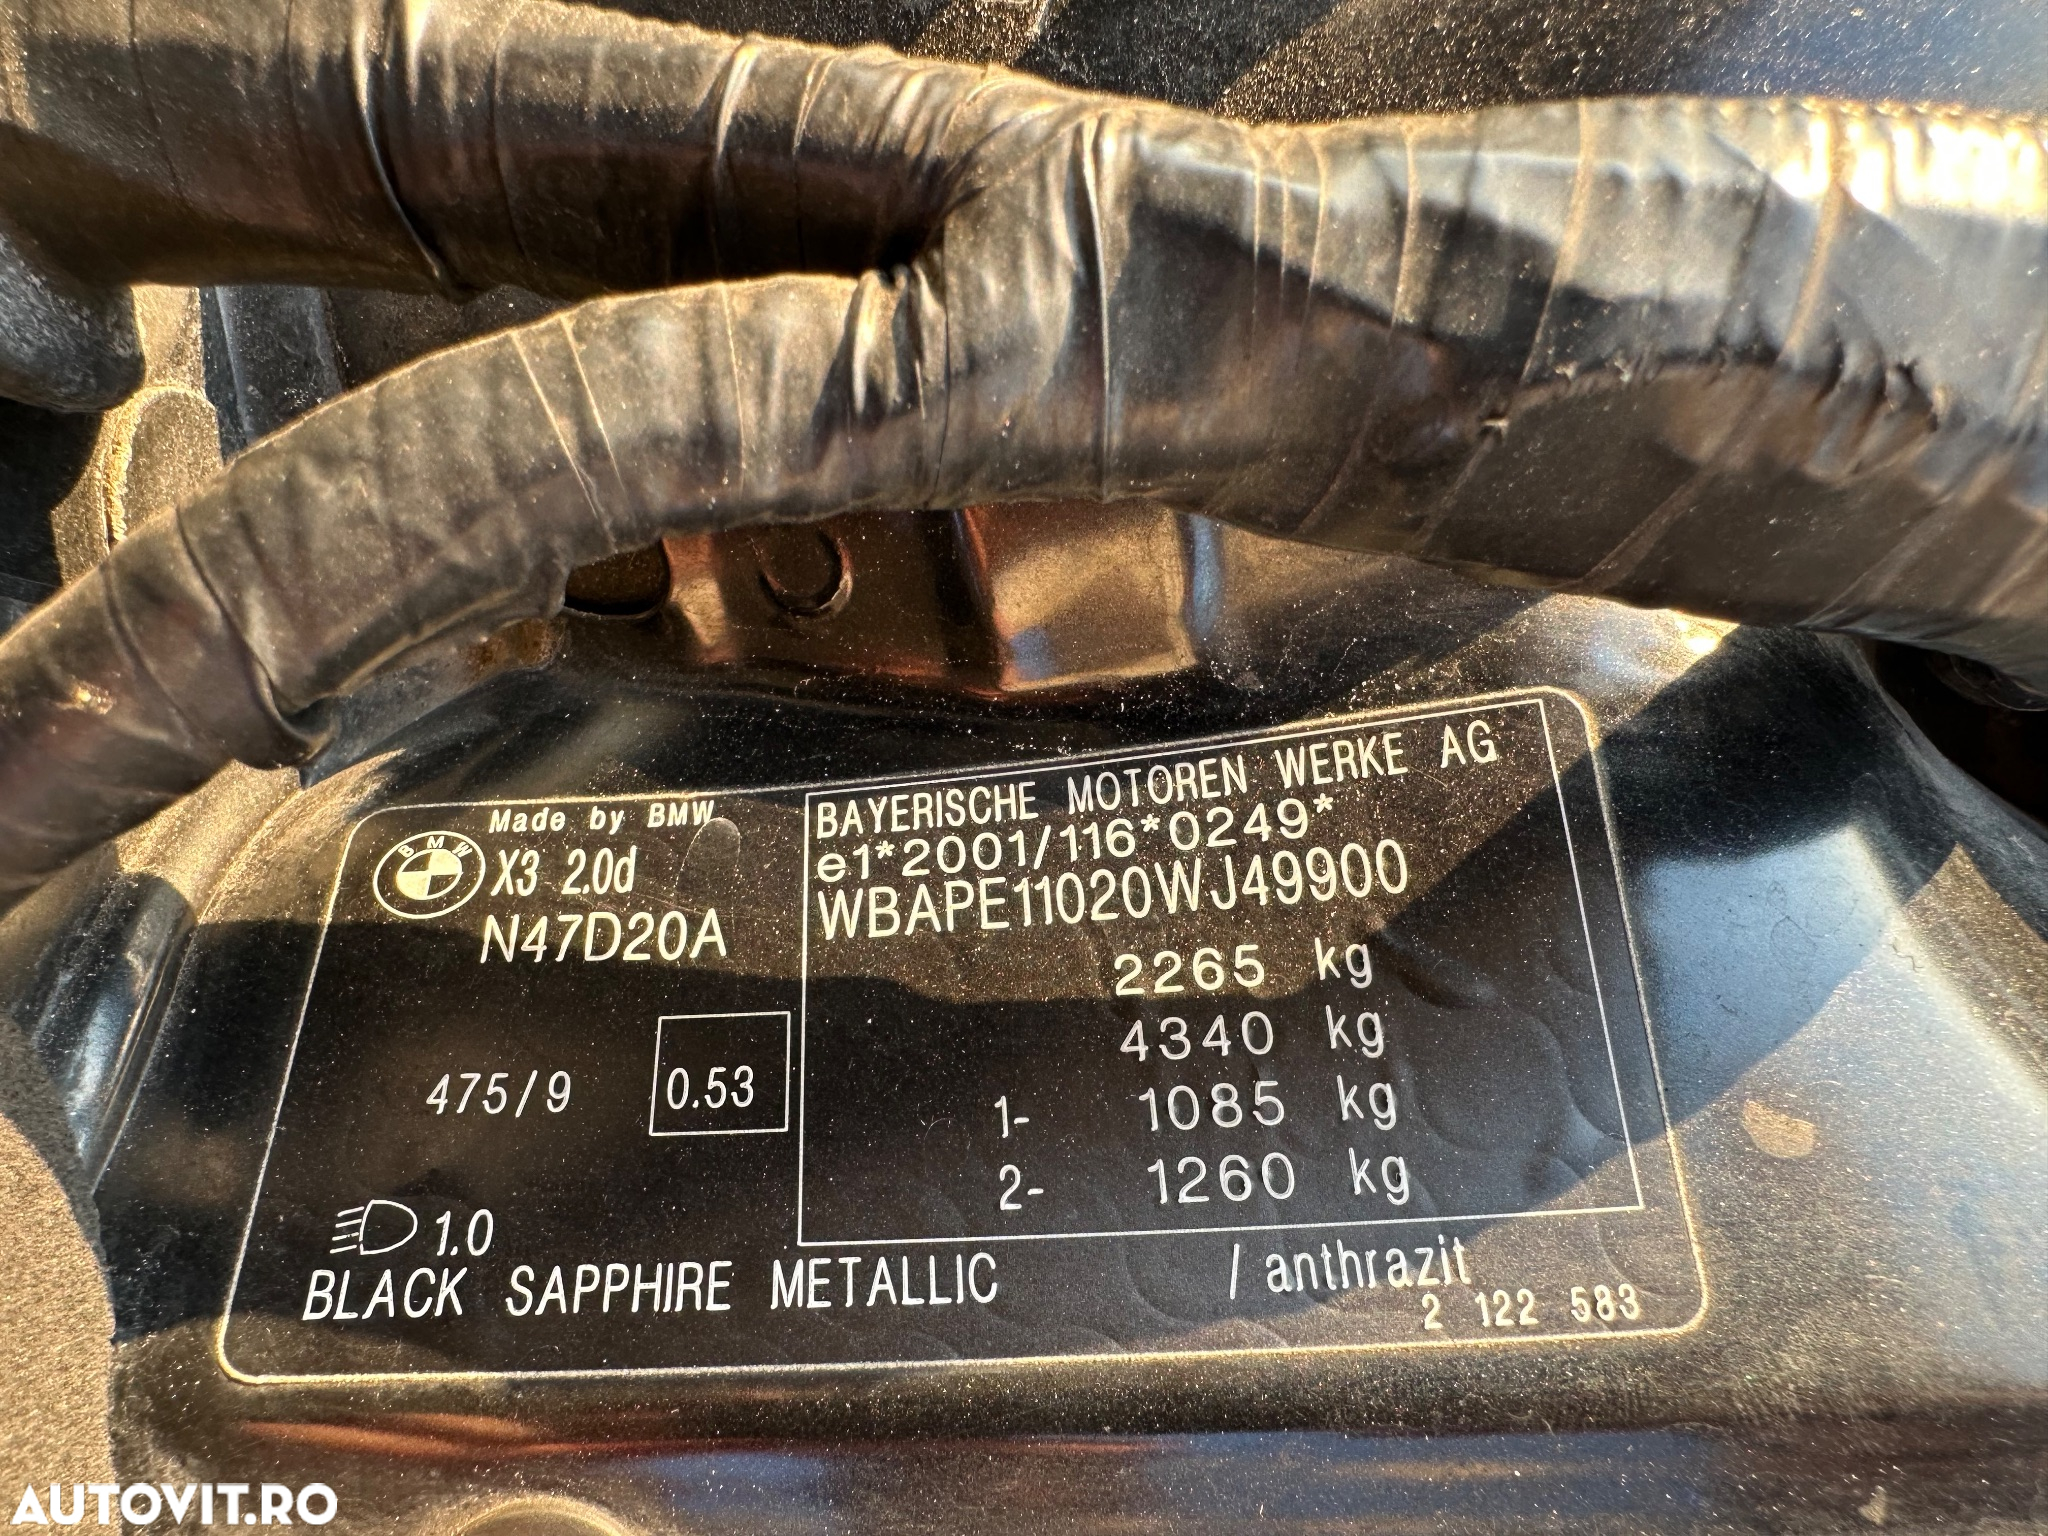 Made by BMW
BMW
X3 2.0d
N47D20A
475/9
0.53
1.0
BLACK SAPPHIRE METALLIC / anthrazit
2 122 583
BAYERISCHE MOTOREN WERKE AG
e1*2001/116*0249*
WBAPE11020WJ49900
2265 kg
4340 kg
1- 1085 kg
2- 1260 kg
AUTOVIT.RO